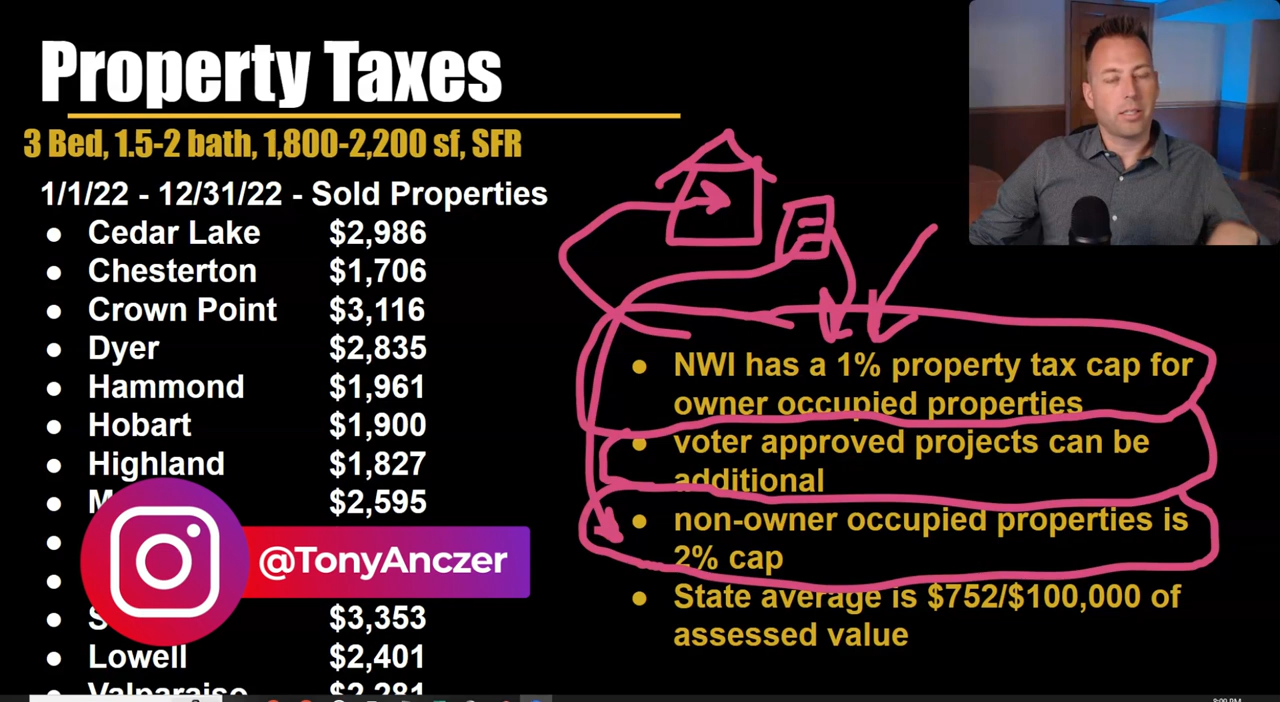 Property Taxes
3 Bed, 1.5-2 bath, 1,800-2,200 sf, SFR
1/1/22 - 12/31/22 - Sold Properties
● Cedar Lake $2,986
● Chesterton $1,706
● Crown Point $3,116
● Dyer $2,835
● Hammond $1,961
● Hobart $1,900
● Highland $1,827
● $2,595
@TonyAnczer
● $3,353
● Lowell $2,401
● Valparaiso $2,281
● NWI has a 1% property tax cap for
owner occupied properties
● voter approved projects can be
additional
● non-owner occupied properties is
2% cap
● State average is $752/$100,000 of
assessed value